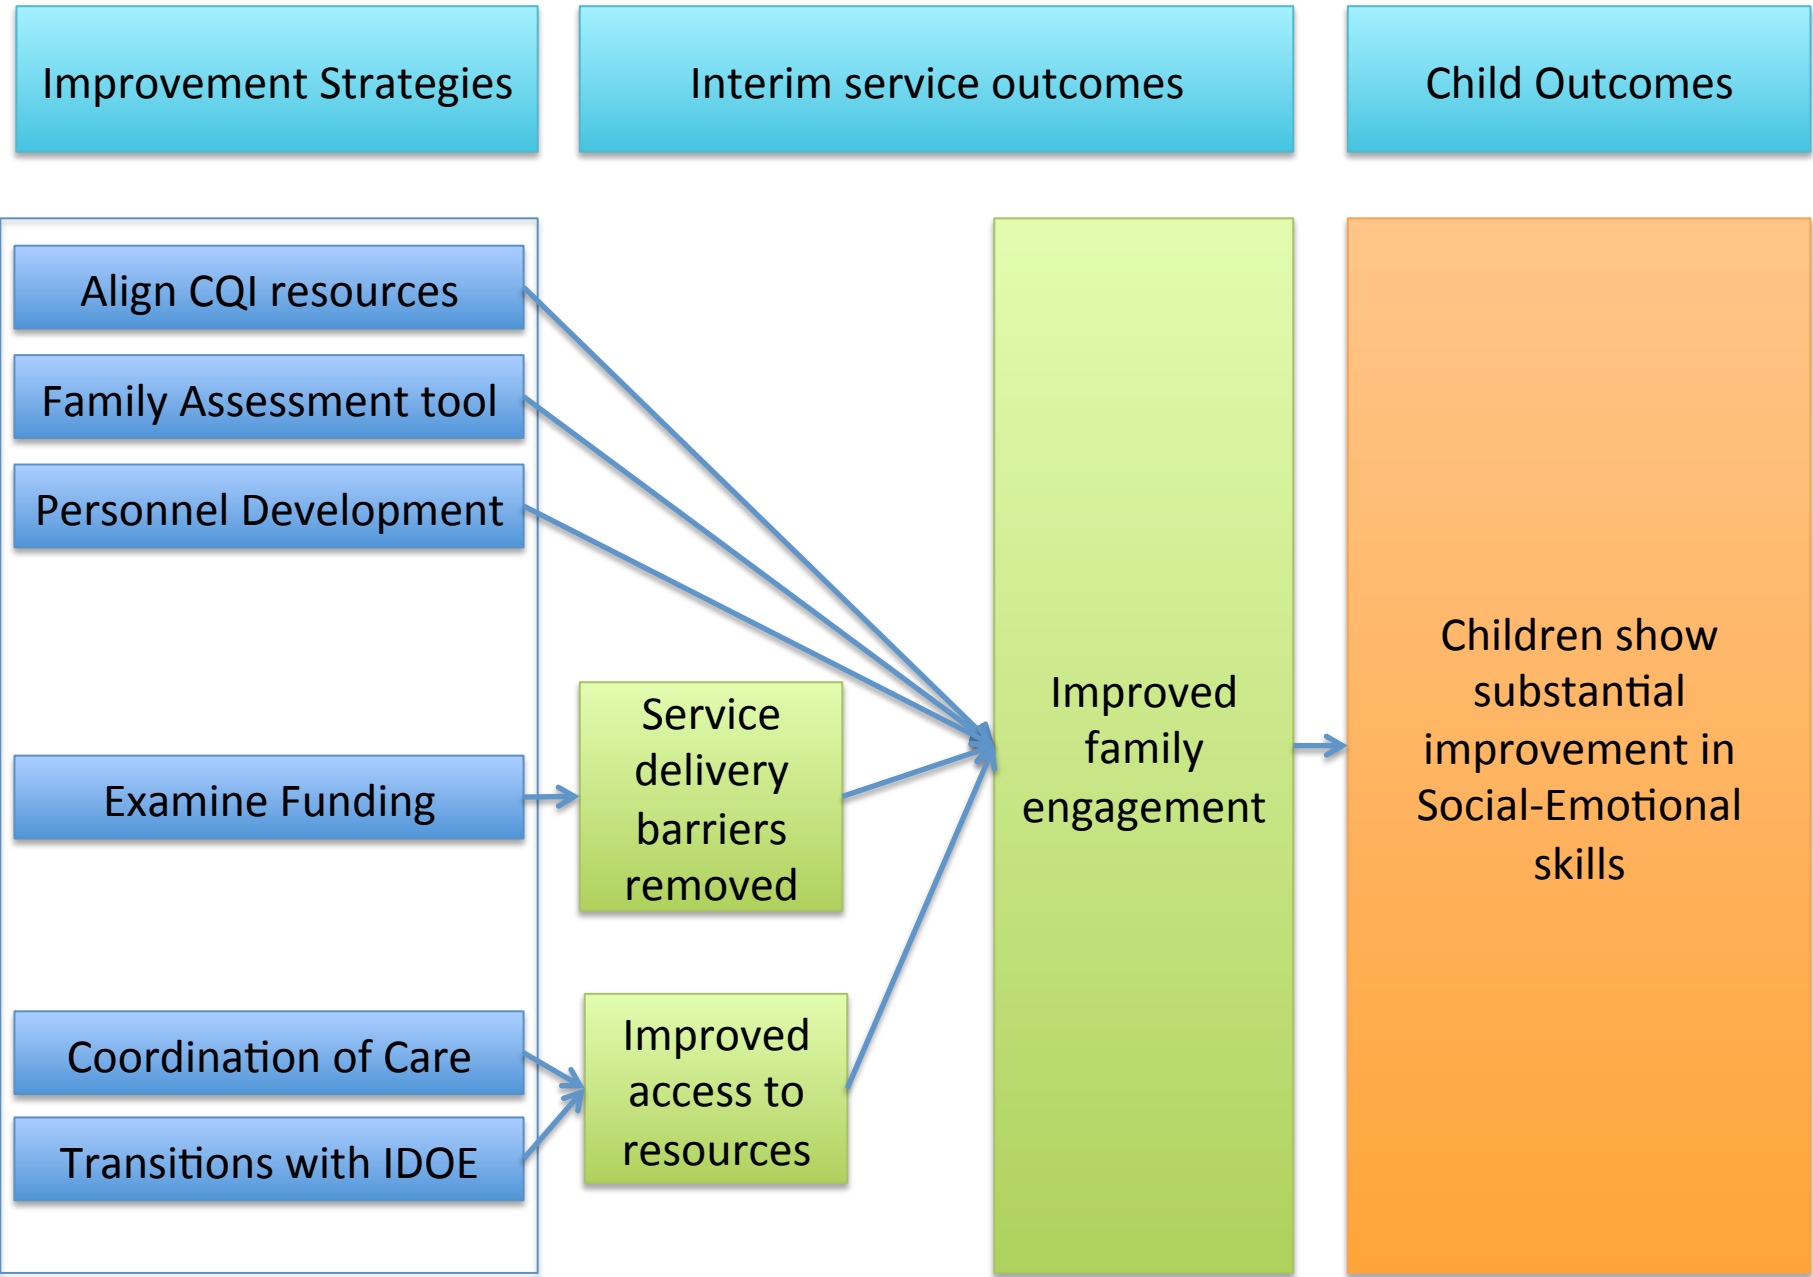 Improvement Strategies
Interim service outcomes
Child Outcomes
Align CQI resources
Family Assessment tool
Personnel Development
Examine Funding
Coordination of Care
Transitions with IDOE
Service
delivery
barriers
removed
Improved
access to
resources
Improved
family
engagement
Children show
substantial
improvement in
Social-Emotional
skills